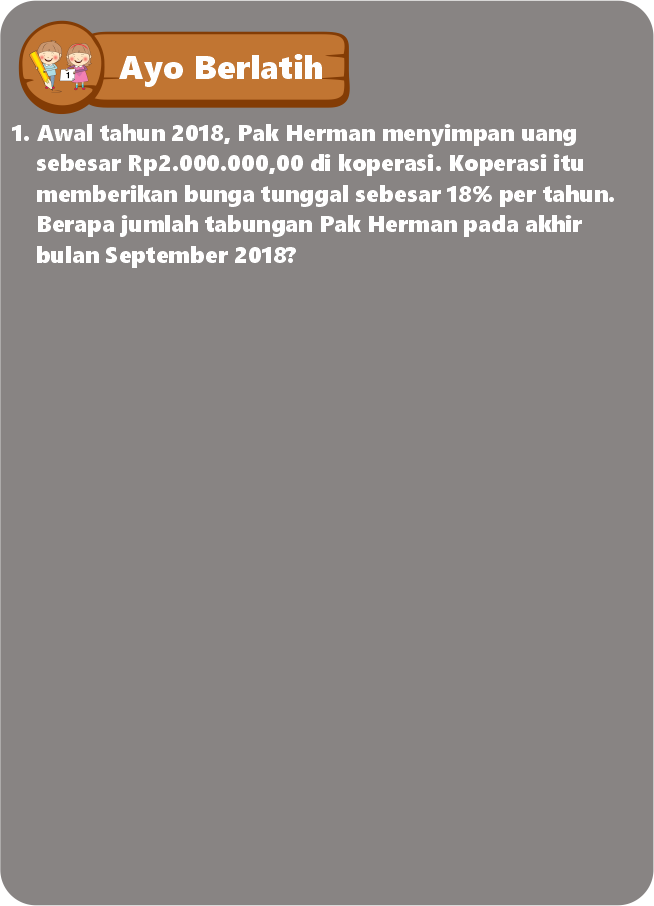 Ayo Berlatih
1
1. Awal tahun 2018, Pak Herman menyimpan uang
sebesar Rp2.000.000,00 di koperasi. Koperasi itu
memberikan bunga tunggal sebesar 18% per tahun.
Berapa jumlah tabungan Pak Herman pada akhir
bulan September 2018?